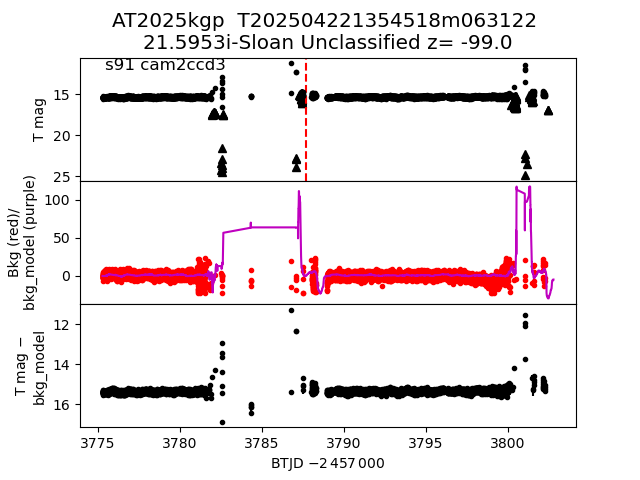 AT2025kgp  T202504221354518m063122
21.5953i-Sloan Unclassified z= -99.0
s91 cam2ccd3
T mag
15
20
25
Bkg (red)/
bkg_model (purple)
100
50
0
T mag −
bkg_model
12
14
16
3775
3780
3785
3790
3795
3800
BTJD −2 457 000